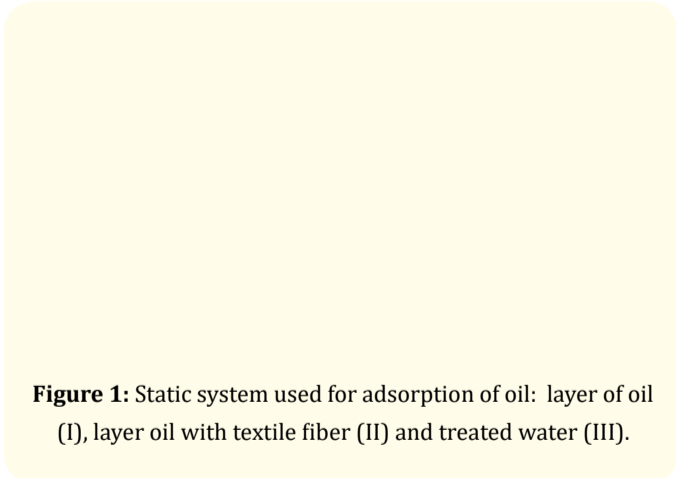 Figure 1: Static system used for adsorption of oil: layer of oil
(I), layer oil with textile fiber (II) and treated water (III).